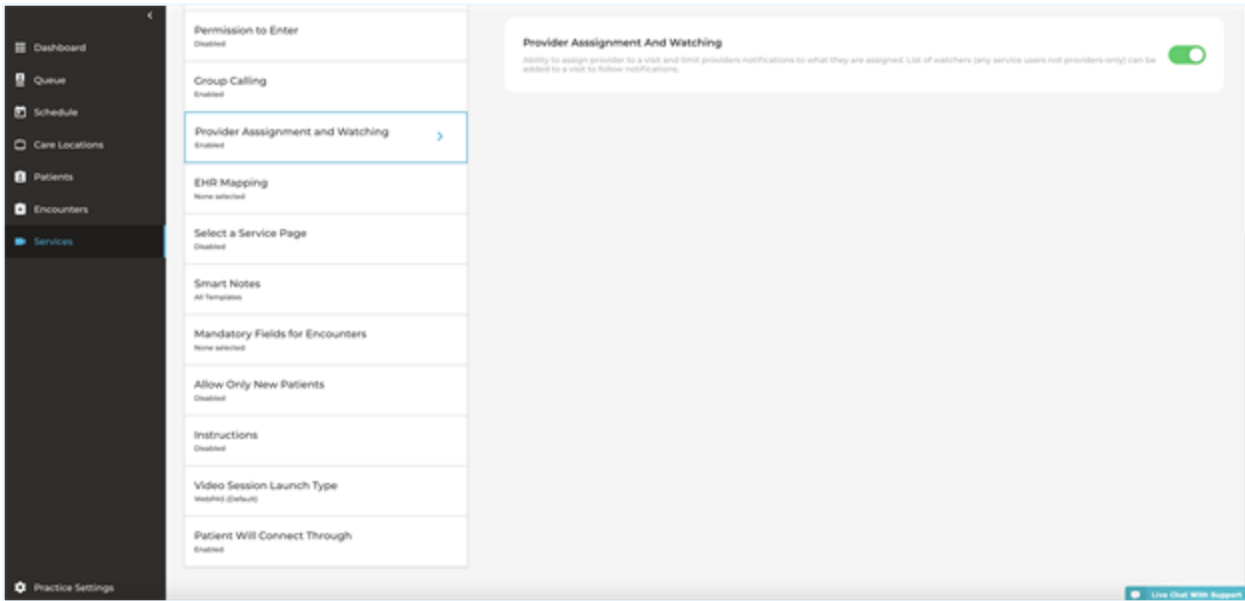 Dashboard
Queue
Schedule
Care Locations
Patients
Encounters
Services
Practice Settings
Permission to Enter
Disabled
Group Calling
Enabled
Provider Asssignment and Watching
Enabled
EHR Mapping
None selected
Select a Service Page
Disabled
Smart Notes
All Templates
Mandatory Fields for Encounters
None selected
Allow Only New Patients
Disabled
Instructions
Disabled
Video Session Launch Type
WebPAS (Default)
Patient Will Connect Through
Enabled
Provider Asssignment And Watching
Ability to assign provider to a visit and limit providers notifications to what they are assigned. List of watchers (any service users not providers only) can be
added to a visit to follow notifications.
Live Chat With Support